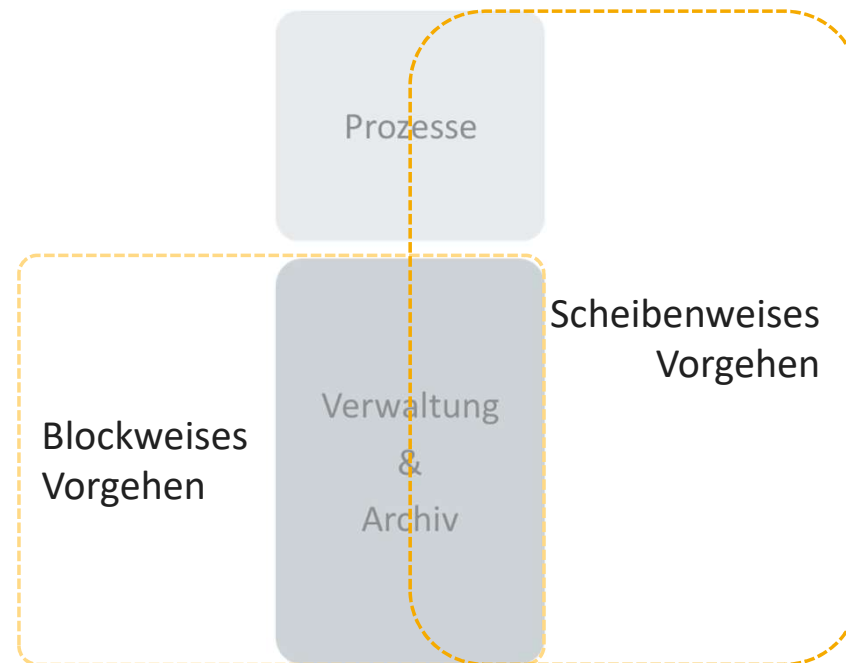 Prozesse
Scheibenweises
Vorgehen
Verwaltung
&
Archiv
Blockweises
Vorgehen